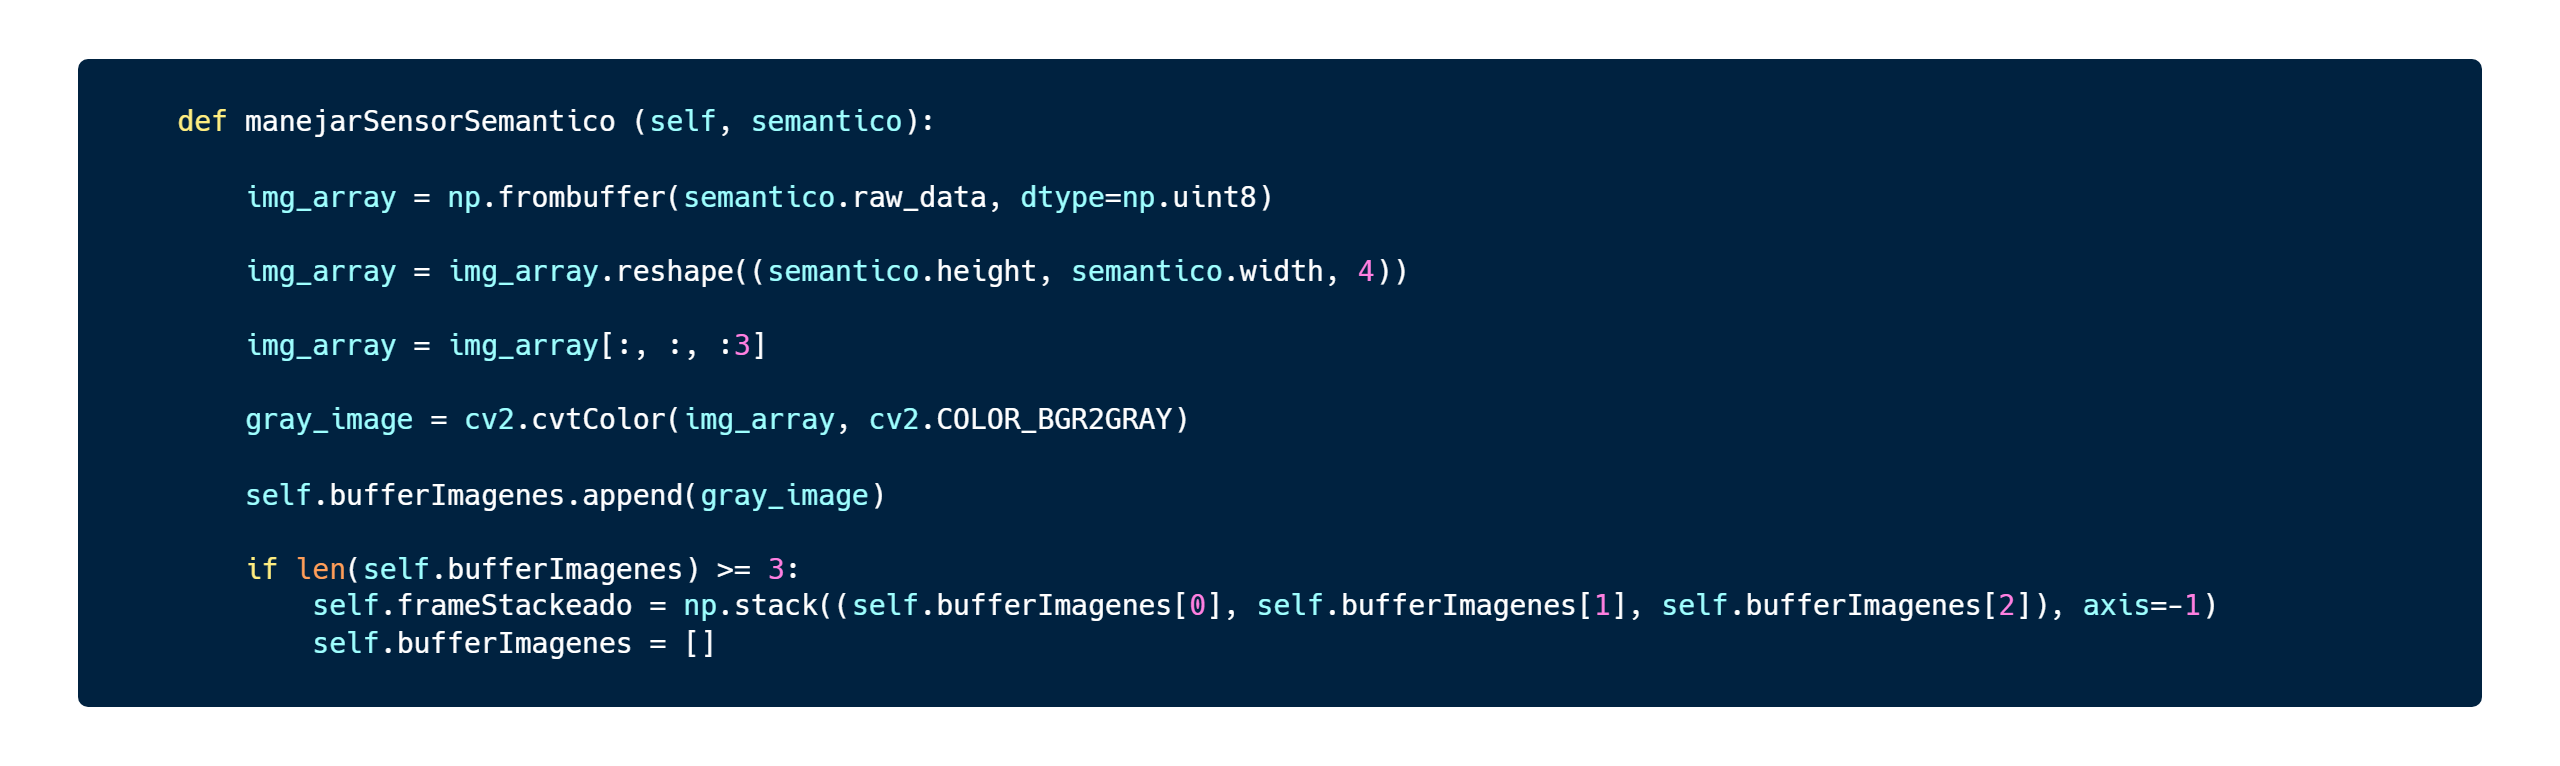 def manejarSensorSemantico (self, semantico):
img_array = np.frombuffer(semantico.raw_data, dtype=np.uint8)
img_array = img_array.reshape((semantico.height, semantico.width, 4))
img_array = img_array[:, :, :3]
gray_image = cv2.cvtColor(img_array, cv2.COLOR_BGR2GRAY)
self.bufferImagenes.append(gray_image)
if len(self.bufferImagenes) >= 3:
self.frameStackeado = np.stack((self.bufferImagenes[0], self.bufferImagenes[1], self.bufferImagenes[2]), axis=-1)
self.bufferImagenes = []